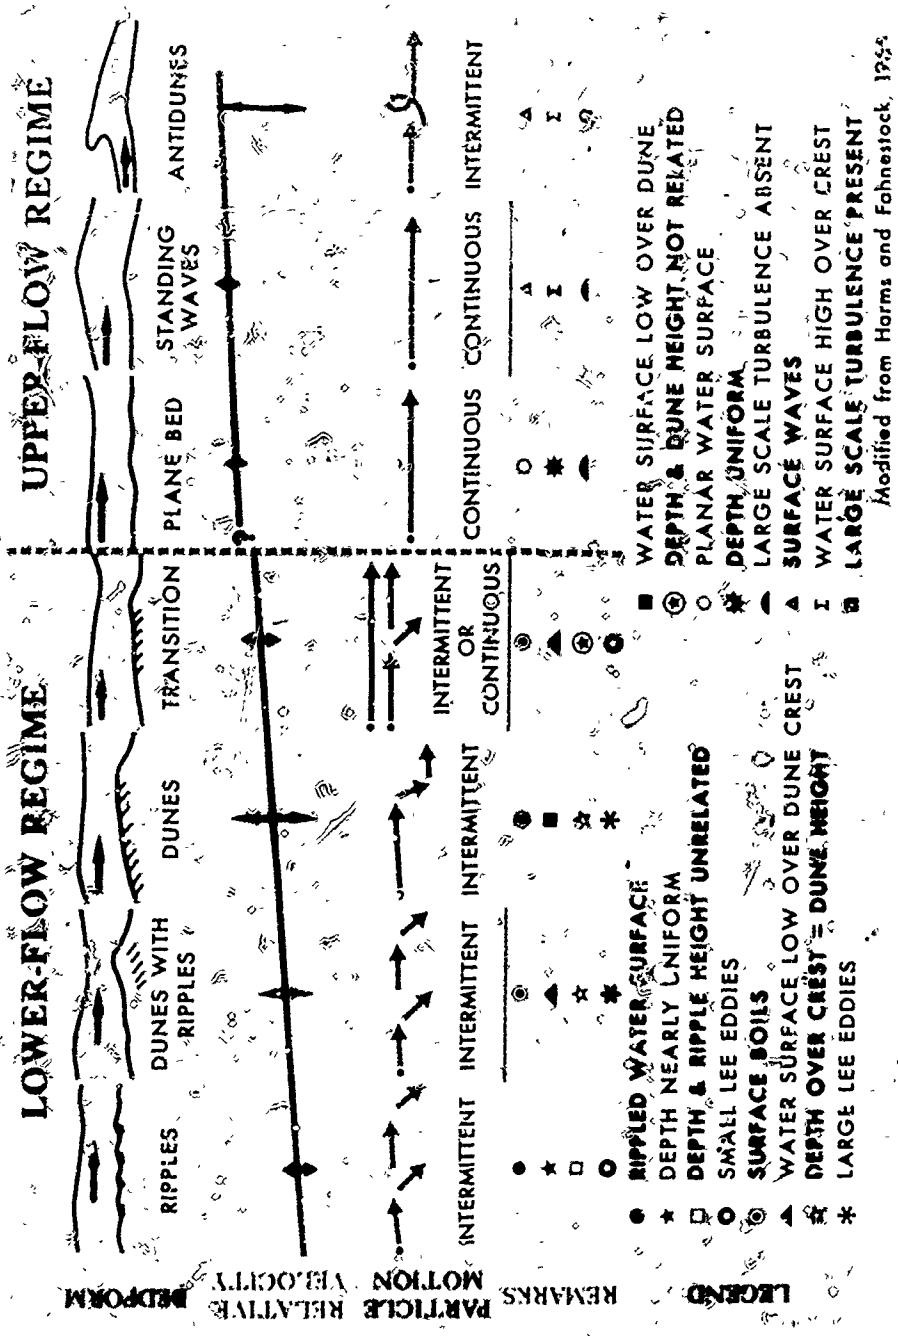 LOWER-FLOW REGIME
UPPER-FLOW REGIME
BEDFORM
RIPPLES
DUNES WITH
RIPPLES
DUNES
TRANSITION
PLANE BED
STANDING
WAVES
ANTIDUNES
RELATIVE
VELOCITY
?
PARTICLE
MOTION
INTERMITTENT
INTERMITTENT
INTERMITTENT
INTERMITTENT
OR
CONTINUOUS
CONTINUOUS
CONTINUOUS
INTERMITTENT
REMARKS
Σ
Σ
LEGEND
RIPPLED WATER SURFACE
DEPTH NEARLY UNIFORM
DEPTH & RIPPLE HEIGHT UNRELATED
SMALL LEE EDDIES
SURFACE BOILS
WATER SURFACE LOW OVER DUNE CREST
DEPTH OVER CREST = DUNE HEIGHT
LARGE LEE EDDIES
WATER SURFACE LOW OVER DUNE
DEPTH & DUNE HEIGHT NOT RELATED
PLANAR WATER SURFACE
DEPTH UNIFORM
LARGE SCALE TURBULENCE ABSENT
SURFACE WAVES
Σ WATER SURFACE HIGH OVER CREST
LARGE SCALE TURBULENCE PRESENT
Modified from Harms and Fahnestock,